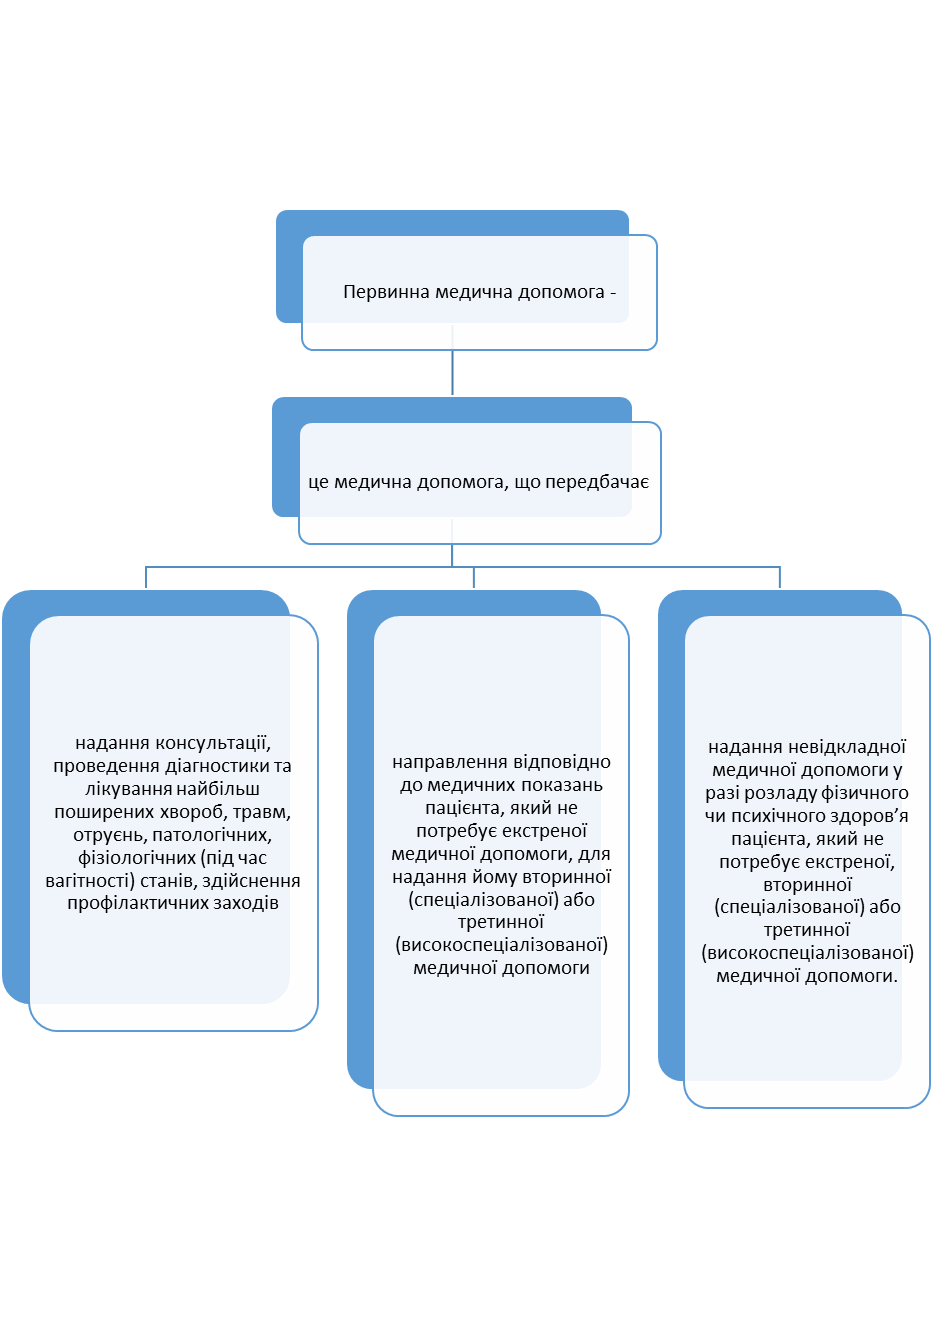 Первинна медична допомога -
це медична допомога, що передбачає
надання консультації,
проведення діагностики та
лікування найбільш
поширених хвороб, травм,
отруєнь, патологічних,
фізіологічних (під час
вагітності) станів, здійснення
профілактичних заходів
направлення відповідно
до медичних показань
пацієнта, який не
потребує екстреної
медичної допомоги, для
надання йому вторинної
(спеціалізованої) або
третинної
(високоспеціалізованої)
медичної допомоги
надання невідкладної
медичної допомоги у
разі розладу фізичного
чи психічного здоров’я
пацієнта, який не
потребує екстреної,
вторинної
(спеціалізованої) або
третинної
(високоспеціалізованої)
медичної допомоги.